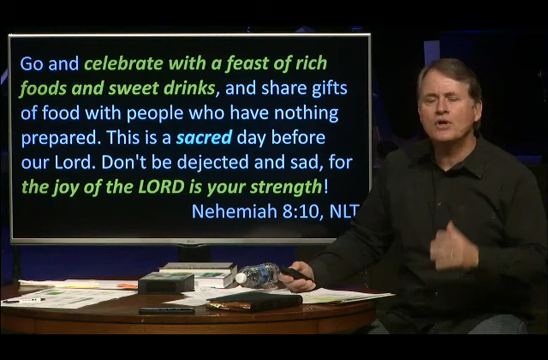 Go and celebrate with a feast of rich
foods and sweet drinks, and share gifts
of food with people who have nothing
prepared. This is a sacred day before
our Lord. Don't be dejected and sad, for
the joy of the LORD is your strength!
Nehemiah 8:10, NLT